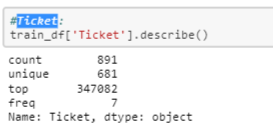 #Ticket:
train_df['Ticket'].describe()
count 891
unique 681
top 347082
freq 7
Name: Ticket, dtype: object